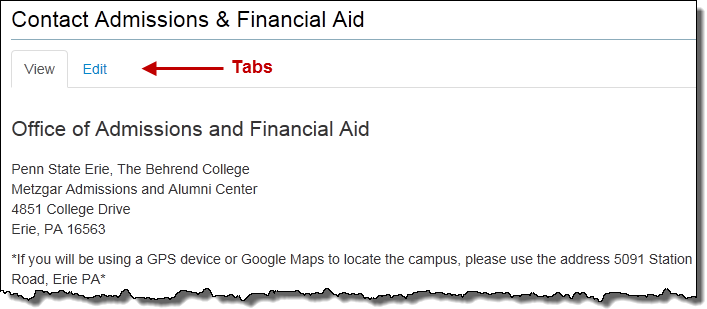 Contact Admissions & Financial Aid
View Edit Tabs
Office of Admissions and Financial Aid
Penn State Erie, The Behrend College
Metzgar Admissions and Alumni Center
4851 College Drive
Erie, PA 16563
*If you will be using a GPS device or Google Maps to locate the campus, please use the address 5091 Station
Road, Erie PA*